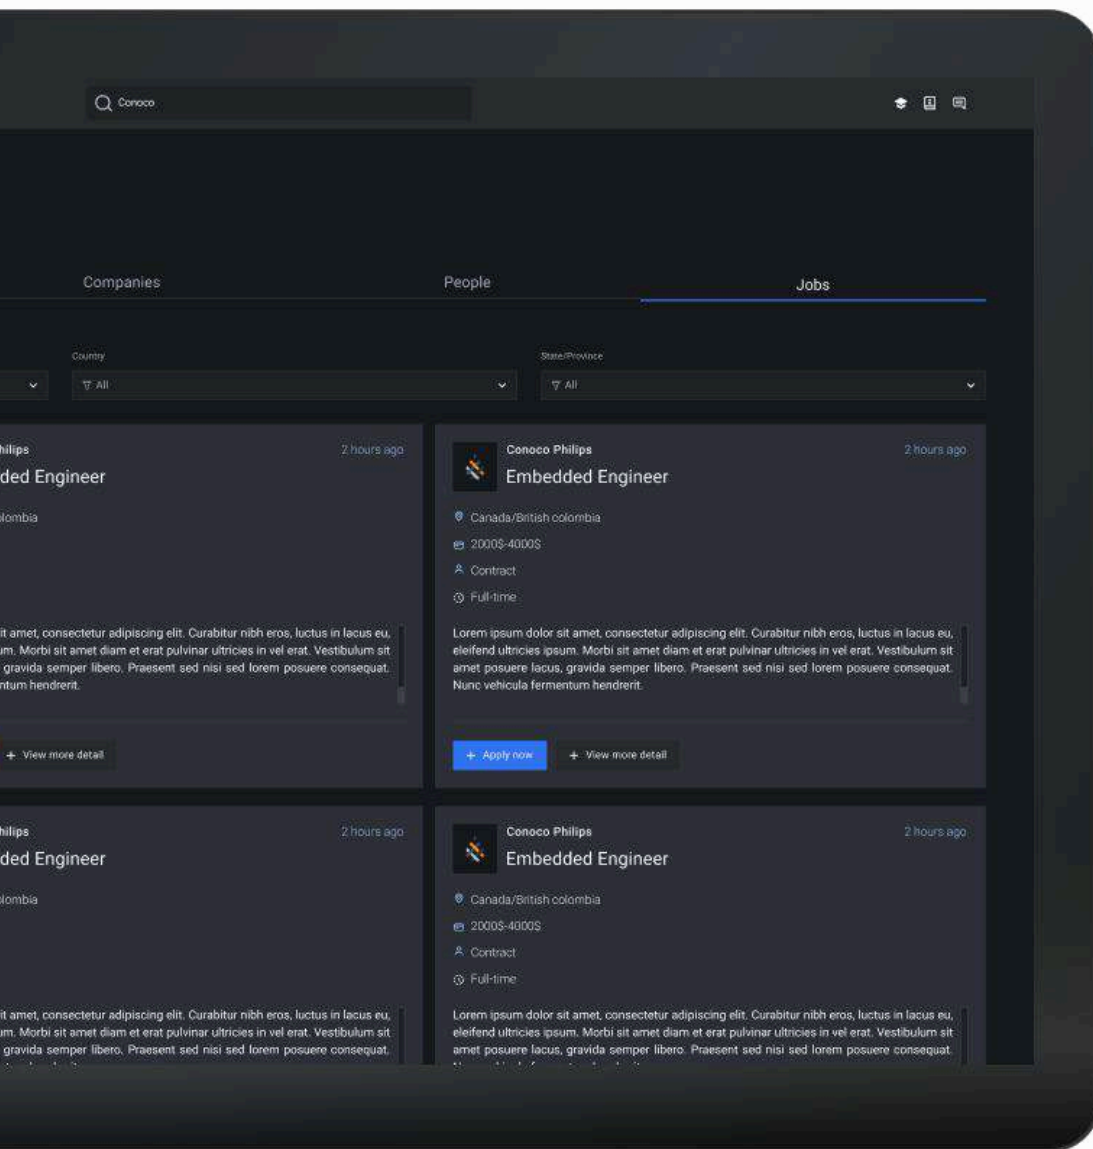 Conoco
Companies
People
Jobs
Country
State/Province
All
All
hilips
2 hours ago
ded Engineer
olombia
it amet, consectetur adipiscing elit. Curabitur nibh eros, luctus in lacus eu,
um. Morbi sit amet diam et erat pulvinar ultricies in vel erat. Vestibulum sit
gravida semper libero. Praesent sed nisi sed lorem posuere consequat.
ntum hendrerit.
+ View more detail
Conoco Philips
2 hours ago
Embedded Engineer
Canada/British colombia
2000$-4000$
Contract
Full-time
Lorem ipsum dolor sit amet, consectetur adipiscing elit. Curabitur nibh eros, luctus in lacus eu,
eleifend ultricies ipsum. Morbi sit amet diam et erat pulvinar ultricies in vel erat. Vestibulum sit
amet posuere lacus, gravida semper libero. Praesent sed nisi sed lorem posuere consequat.
Nunc vehicula fermentum hendrerit.
+ Apply now
+ View more detail
hilips
2 hours ago
ded Engineer
olombia
it amet, consectetur adipiscing elit. Curabitur nibh eros, luctus in lacus eu,
um. Morbi sit amet diam et erat pulvinar ultricies in vel erat. Vestibulum sit
gravida semper libero. Praesent sed nisi sed lorem posuere consequat.
Conoco Philips
2 hours ago
Embedded Engineer
Canada/British colombia
2000$-4000$
Contract
Full-time
Lorem ipsum dolor sit amet, consectetur adipiscing elit. Curabitur nibh eros, luctus in lacus eu,
eleifend ultricies ipsum. Morbi sit amet diam et erat pulvinar ultricies in vel erat. Vestibulum sit
amet posuere lacus, gravida semper libero. Praesent sed nisi sed lorem posuere consequat.